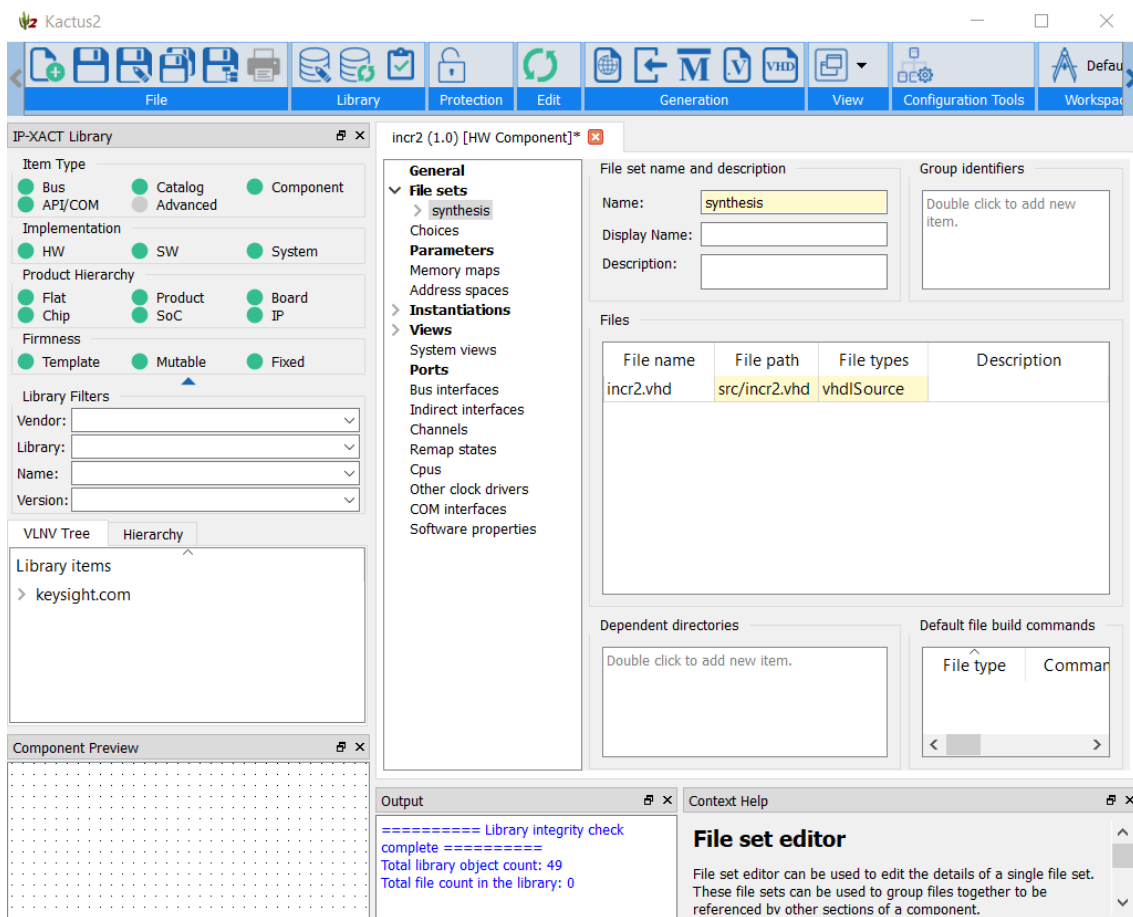 Kactus2
VHD
Defau
File
Library
Protection
Edit
Generation
View
Configuration Tools
Workspac
IP-XACT Library
Item Type
Bus
Catalog
Component
API/COM
Advanced
Implementation
HW
SW
System
Product Hierarchy
Flat
Product
Board
Chip
SoC
IP
Firmness
Template
Mutable
Fixed
Library Filters
Vendor:
Library:
Name:
Version:
VLNV Tree
Hierarchy
Library items
keysight.com
Component Preview
incr2 (1.0) [HW Component]*
General
File sets
synthesis
Choices
Parameters
Memory maps
Address spaces
Instantiations
Views
System views
Ports
Bus interfaces
Indirect interfaces
Channels
Remap states
Cpus
Other clock drivers
COM interfaces
Software properties
File set name and description
Name:
synthesis
Display Name:
Description:
Group identifiers
Double click to add new
item.
Files
File name
File path
File types
Description
incr2.vhd
src/incr2.vhd
vhdlSource
Dependent directories
Double click to add new item.
Default file build commands
File type
Comman
Output
========== Library integrity check
complete ==========
Total library object count: 49
Total file count in the library: 0
Context Help
File set editor
File set editor can be used to edit the details of a single file set.
These file sets can be used to group files together to be
referenced by other sections of a component.